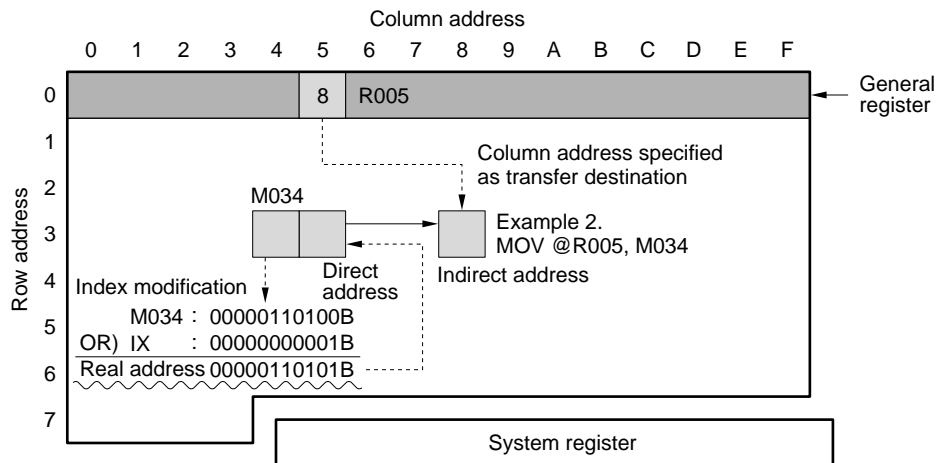 Column address
0 1 2 3 4 5 6 7 8 9 A B C D E F
Row address
0
8
R005
General
register
1
Column address specified
as transfer destination
2
M034
3
Example 2.
MOV @R005, M034
Direct
address
Indirect address
4
Index modification
5
M034 : 00000110100B
OR) IX : 00000000001B
6
Real address 00000110101B
7
System register